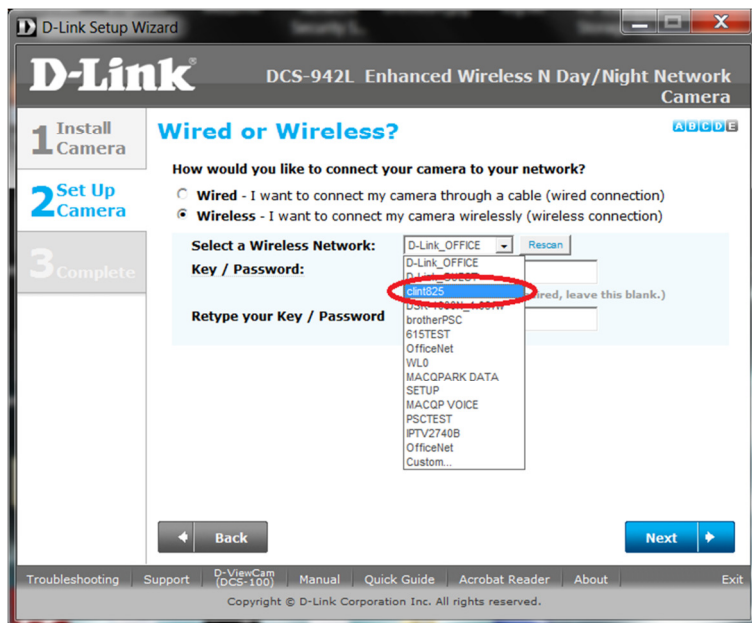 D-Link Setup Wizard
D-Link®
DCS-942L Enhanced Wireless N Day/Night Network
Camera
1 Install
Camera
2 Set Up
Camera
3 Complete
Wired or Wireless?
A B C D E
How would you like to connect your camera to your network?
Wired - I want to connect my camera through a cable (wired connection)
Wireless - I want to connect my camera wirelessly (wireless connection)
Select a Wireless Network:
D-Link_OFFICE
Rescan
Key / Password:
D-Link_OFFICE
clint825
ired, leave this blank.)
Retype your Key / Password
brotherPSC
615TEST
OfficeNet
WL0
MACQPARK DATA
SETUP
MACQP VOICE
PSCTEST
IPTV2740B
OfficeNet
Custom...
Back
Next
Troubleshooting
Support
D-ViewCam
(DCS-100)
Manual
Quick Guide
Acrobat Reader
About
Exit
Copyright © D-Link Corporation Inc. All rights reserved.